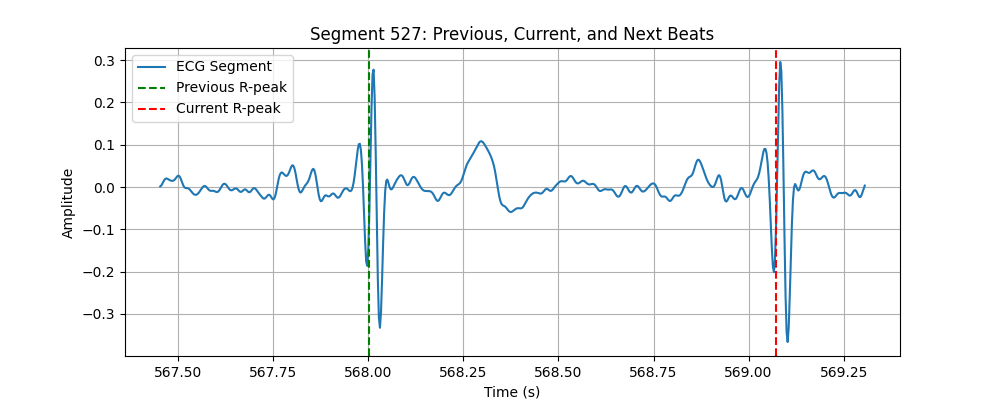 Segment 527: Previous, Current, and Next Beats
ECG Segment
Previous R-peak
Current R-peak
Amplitude
0.3
0.2
0.1
0.0
−0.1
−0.2
−0.3
567.50 567.75 568.00 568.25 568.50 568.75 569.00 569.25
Time (s)